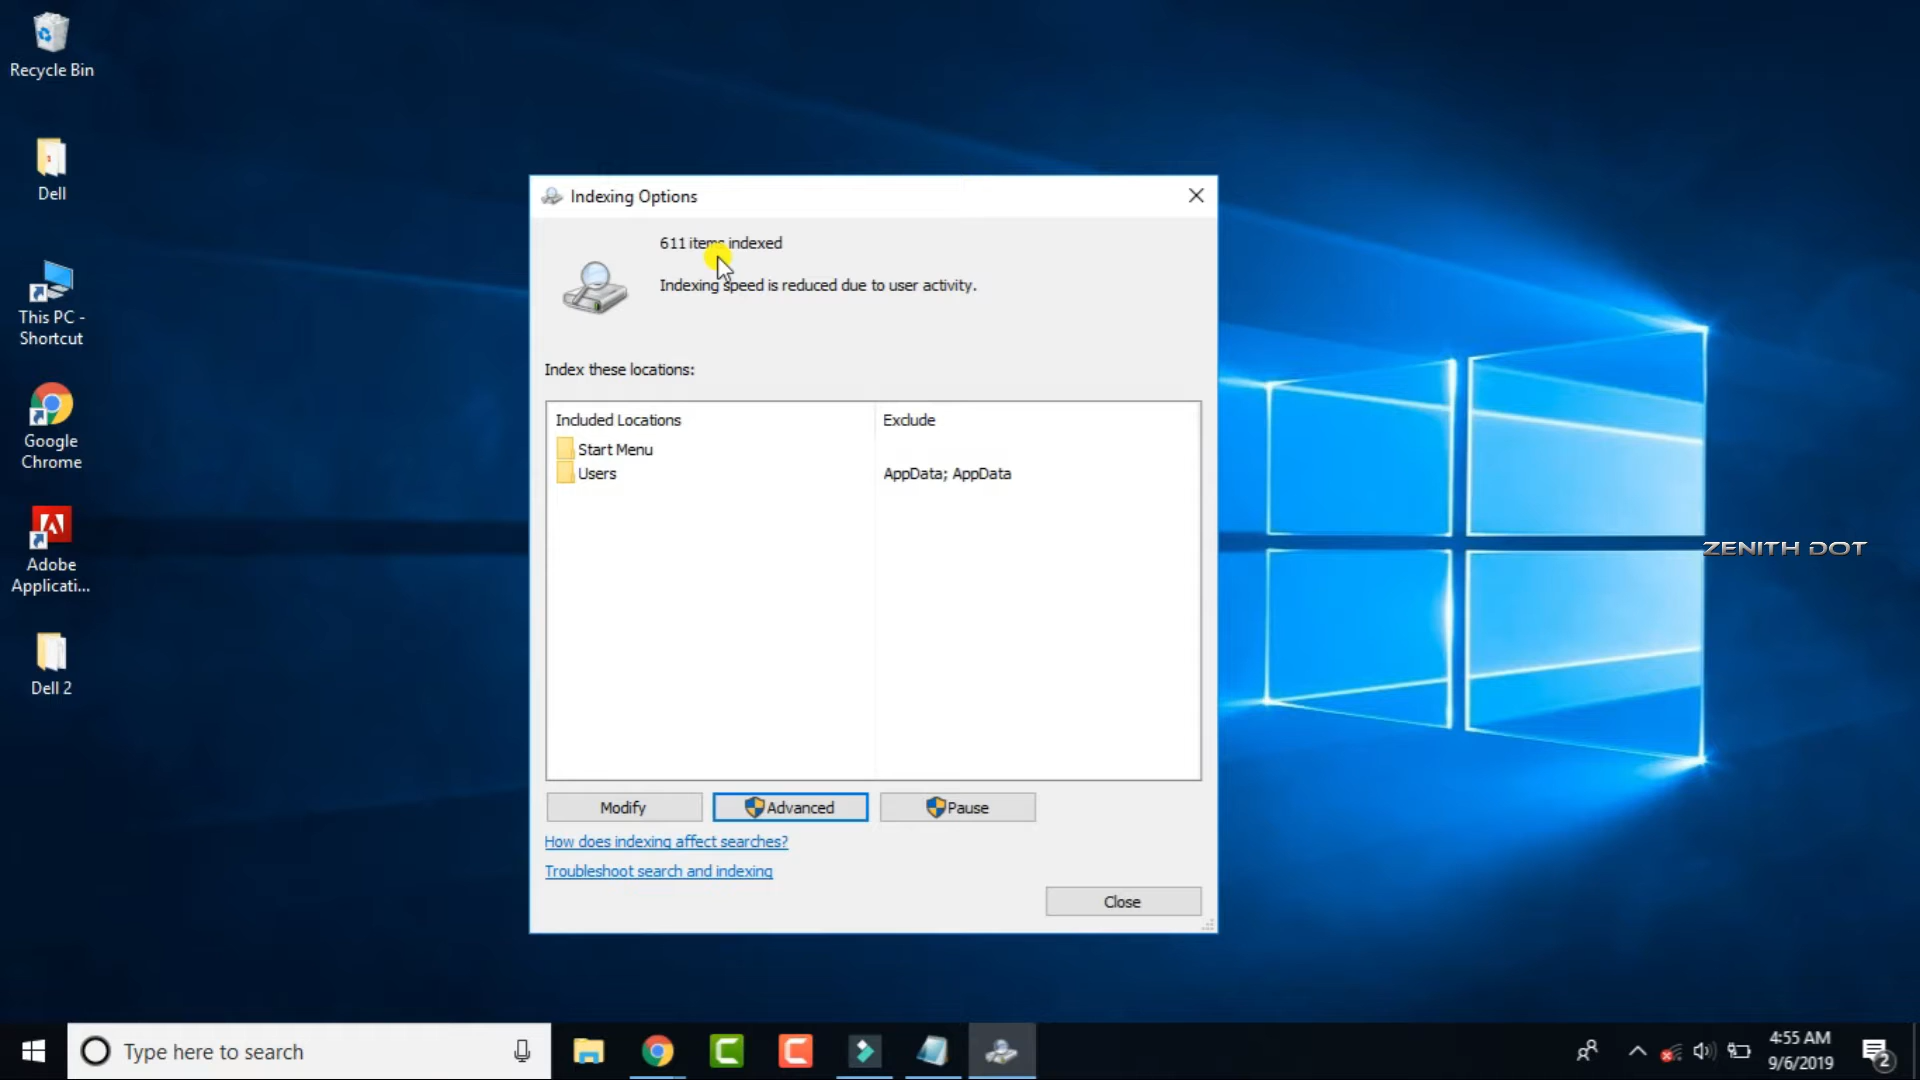 Recycle Bin
Dell
This PC -
Shortcut
Google
Chrome
Adobe
Applicati...
Dell 2
Indexing Options
611 items indexed
Indexing speed is reduced due to user activity.
Index these locations:
Included Locations
Exclude
Start Menu
Users
AppData; AppData
Modify
Advanced
Pause
How does indexing affect searches?
Troubleshoot search and indexing
Close
ZENITH DOT
Type here to search
4:55 AM
9/6/2019
2